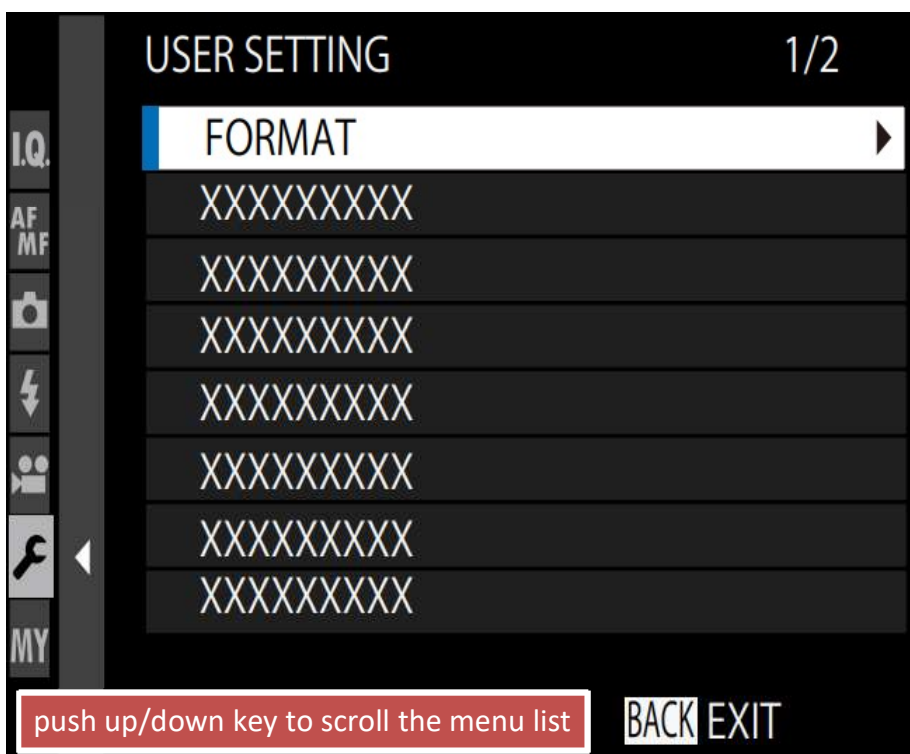 USER SETTING 1/2
I.Q.
FORMAT
AF
MF
XXXXXXXXX
XXXXXXXXX
XXXXXXXXX
XXXXXXXXX
XXXXXXXXX
XXXXXXXXX
XXXXXXXXX
MY
push up/down key to scroll the menu list
BACK EXIT